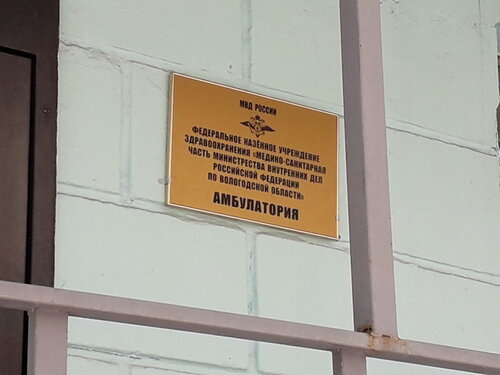 МВД РОССИИ
ФЕДЕРАЛЬНОЕ КАЗЁННОЕ УЧРЕЖДЕНИЕ
ЗДРАВООХРАНЕНИЯ «МЕДИКО-САНИТАРНАЯ
ЧАСТЬ МИНИСТЕРСТВА ВНУТРЕННИХ ДЕЛ
РОССИЙСКОЙ ФЕДЕРАЦИИ
ПО ВОЛОГОДСКОЙ ОБЛАСТИ»
АМБУЛАТОРИЯ